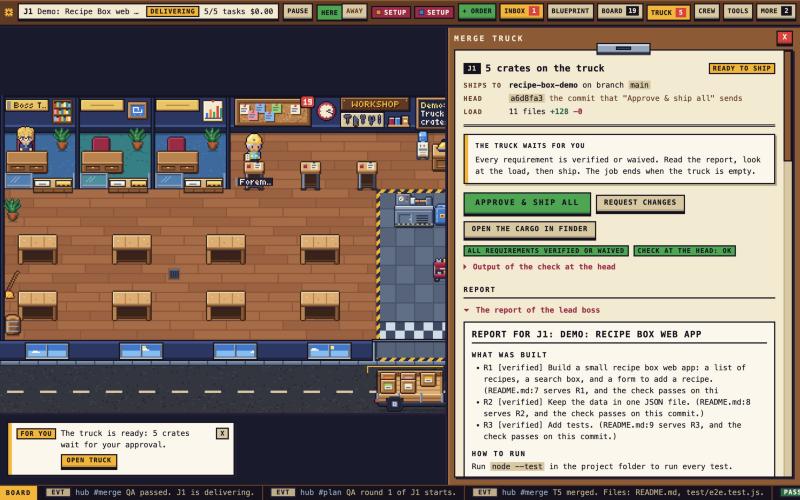 J1 Demo: Recipe Box web … DELIVERING 5/5 tasks $0.00 PAUSE HERE AWAY SETUP SETUP + ORDER INBOX 1 BLUEPRINT BOARD 19 TRUCK 5 CREW TOOLS MORE 2
MERGE TRUCK X
J1 5 crates on the truck READY TO SHIP
SHIPS TO recipe-box-demo on branch main
HEAD a6d8fa3 the commit that "Approve & ship all" sends
LOAD 11 files +128 −0
THE TRUCK WAITS FOR YOU
Every requirement is verified or waived. Read the report, look
at the load, then ship. The job ends when the truck is empty.
APPROVE & SHIP ALL REQUEST CHANGES
OPEN THE CARGO IN FINDER
ALL REQUIREMENTS VERIFIED OR WAIVED CHECK AT THE HEAD: OK
Output of the check at the head
REPORT
The report of the lead boss
REPORT FOR J1: DEMO: RECIPE BOX WEB APP
WHAT WAS BUILT
• R1 [verified] Build a small recipe box web app: a list of
recipes, a search box, and a form to add a recipe.
(README.md:7 serves R1, and the check passes on thi
• R2 [verified] Keep the data in one JSON file. (README.md:8
serves R2, and the check passes on this commit.)
• R3 [verified] Add tests. (README.md:9 serves R3, and the
check passes on this commit.)
HOW TO RUN
Run node --test in the project folder to run every test.
Boss T…
19
WORKSHOP
Demo:
Truck
crate
Forem…
FOR YOU The truck is ready: 5 crates X
wait for your approval.
OPEN TRUCK
BOARD EVT hub #merge QA passed. J1 is delivering. EVT hub #plan QA round 1 of J1 starts. EVT hub #merge T5 merged. Files: README.md, test/e2e.test.js. PASS